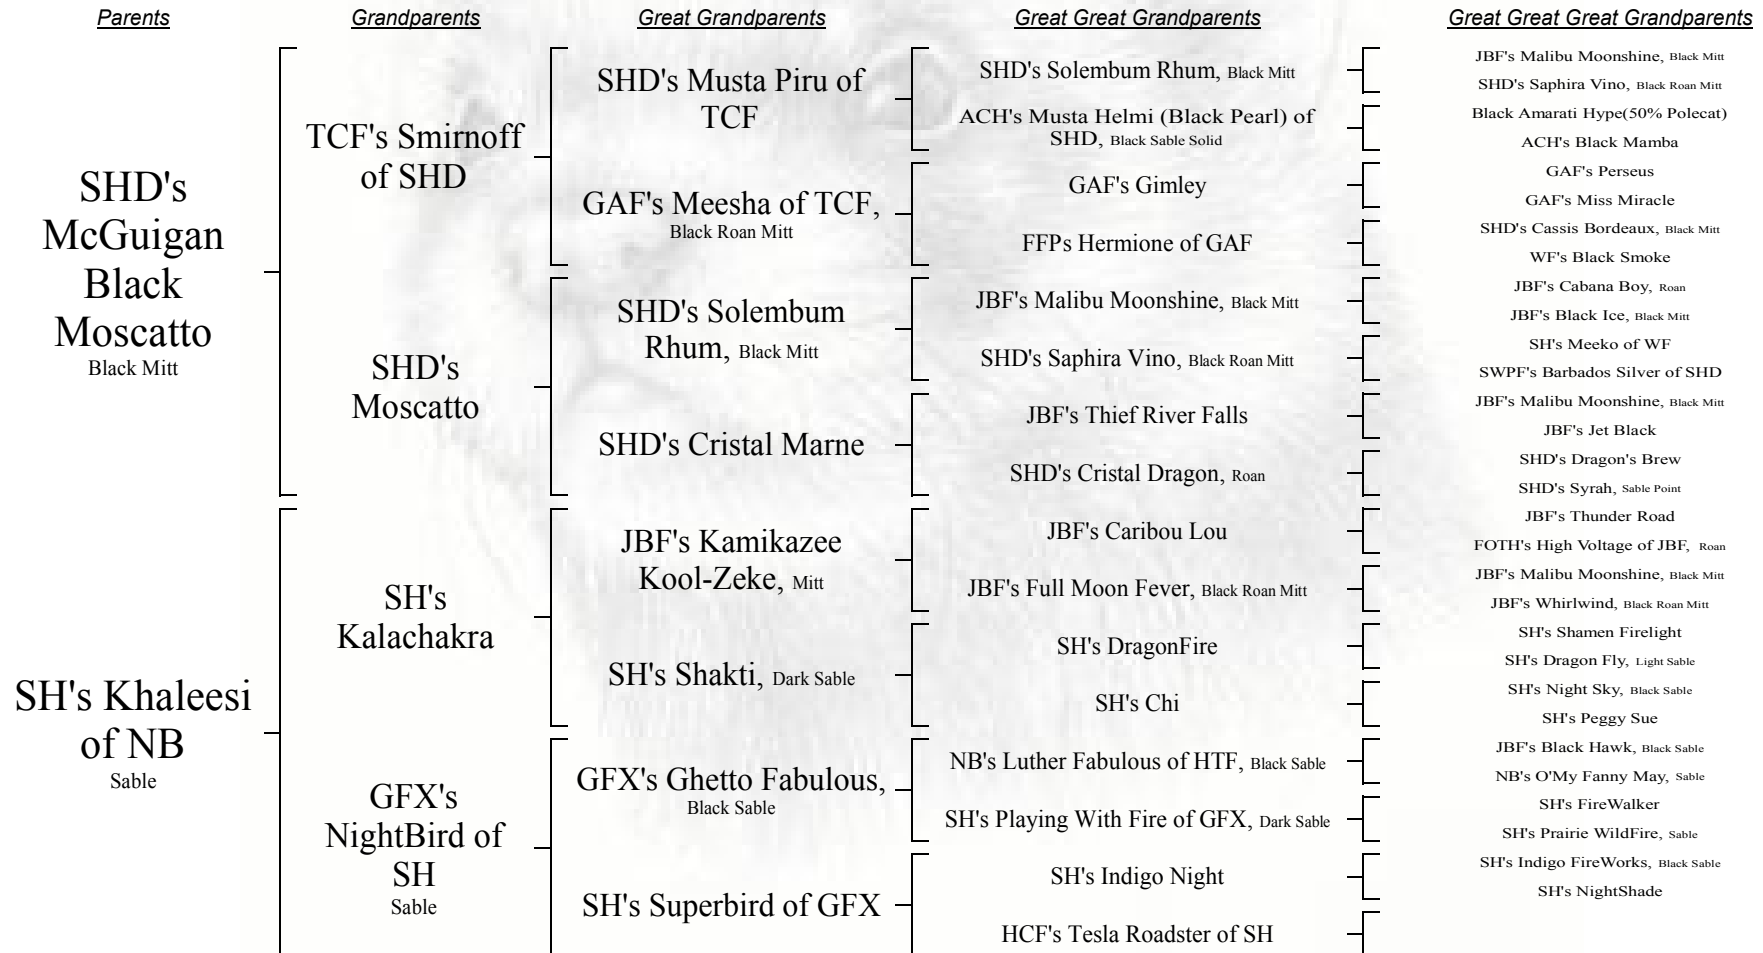 Parents
Grandparents
Great Grandparents
Great Great Grandparents
Great Great Great Grandparents
SHD's
McGuigan
Black
Moscatto
Black Mitt
SH's Khaleesi
of NB
Sable
TCF's Smirnoff
of SHD
SHD's
Moscatto
SH's
Kalachakra
GFX's
NightBird of
SH
Sable
SHD's Musta Piru of
TCF
GAF's Meesha of TCF,
Black Roan Mitt
SHD's Solembum
Rhum, Black Mitt
SHD's Cristal Marne
JBF's Kamikazee
Kool-Zeke, Mitt
SH's Shakti, Dark Sable
GFX's Ghetto Fabulous,
Black Sable
SH's Superbird of GFX
SHD's Solembum Rhum, Black Mitt
ACH's Musta Helmi (Black Pearl) of
SHD, Black Sable Solid
GAF's Gimley
FFPs Hermione of GAF
JBF's Malibu Moonshine, Black Mitt
SHD's Saphira Vino, Black Roan Mitt
JBF's Thief River Falls
SHD's Cristal Dragon, Roan
JBF's Caribou Lou
JBF's Full Moon Fever, Black Roan Mitt
SH's DragonFire
SH's Chi
NB's Luther Fabulous of HTF, Black Sable
SH's Playing With Fire of GFX, Dark Sable
SH's Indigo Night
HCF's Tesla Roadster of SH
JBF's Malibu Moonshine, Black Mitt
SHD's Saphira Vino, Black Roan Mitt
Black Amarati Hype(50% Polecat)
ACH's Black Mamba
GAF's Perseus
GAF's Miss Miracle
SHD's Cassis Bordeaux, Black Mitt
WF's Black Smoke
JBF's Cabana Boy, Roan
JBF's Black Ice, Black Mitt
SH's Meeko of WF
SWPF's Barbados Silver of SHD
JBF's Malibu Moonshine, Black Mitt
JBF's Jet Black
SHD's Dragon's Brew
SHD's Syrah, Sable Point
JBF's Thunder Road
FOTH's High Voltage of JBF, Roan
JBF's Malibu Moonshine, Black Mitt
JBF's Whirlwind, Black Roan Mitt
SH's Shamen Firelight
SH's Dragon Fly, Light Sable
SH's Night Sky, Black Sable
SH's Peggy Sue
JBF's Black Hawk, Black Sable
NB's O'My Fanny May, Sable
SH's FireWalker
SH's Prairie WildFire, Sable
SH's Indigo FireWorks, Black Sable
SH's NightShade